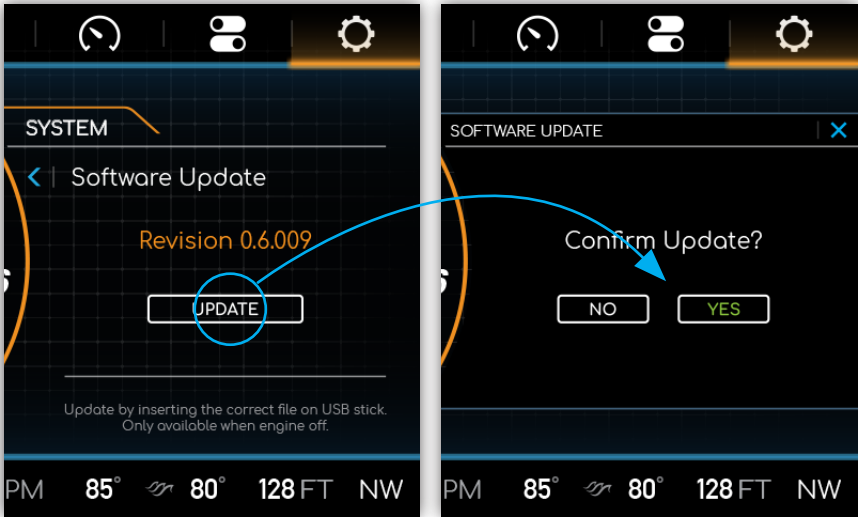 SYSTEM
Software Update
Revision 0.6.009
UPDATE
Update by inserting the correct file on USB stick.
Only available when engine off.
PM 85° 80° 128 FT NW
SOFTWARE UPDATE
Confirm Update?
NO YES
PM 85° 80° 128 FT NW